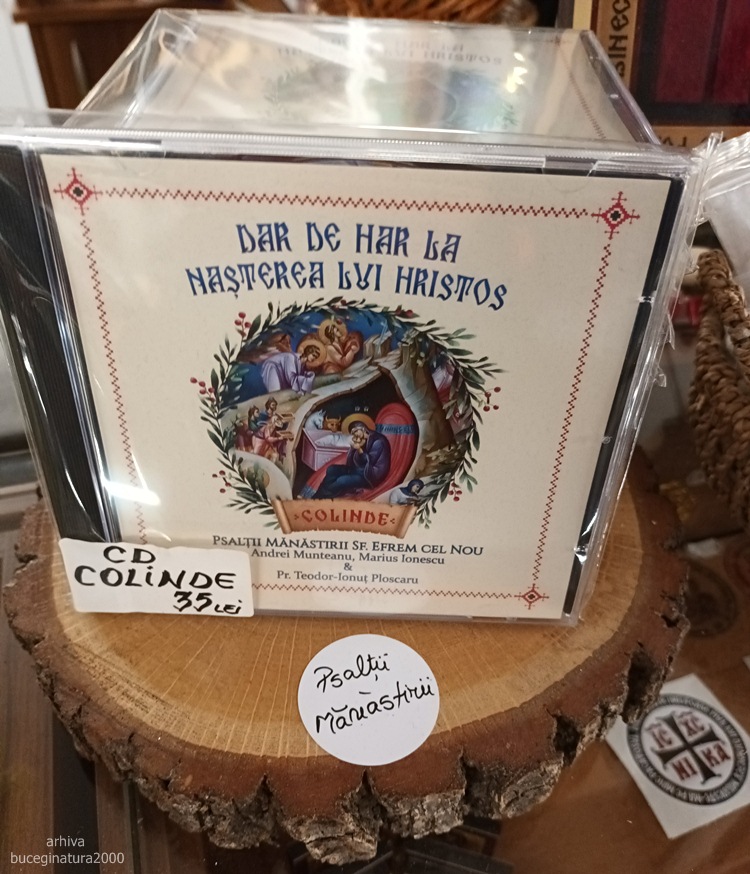 DAR DE HAR LA
NAȘTEREA LUI HRISTOS
COLINDE
PSALȚII MĂNĂSTIRII SF. EFREM CEL NOU
Andrei Munteanu, Marius Ionescu
&
Pr. Teodor-Ionuț Ploscaru
CD
COLINDE
35 LEI
Psalții
Mănăstirii
IC XC
NI KA
arhiva
buceginatura2000